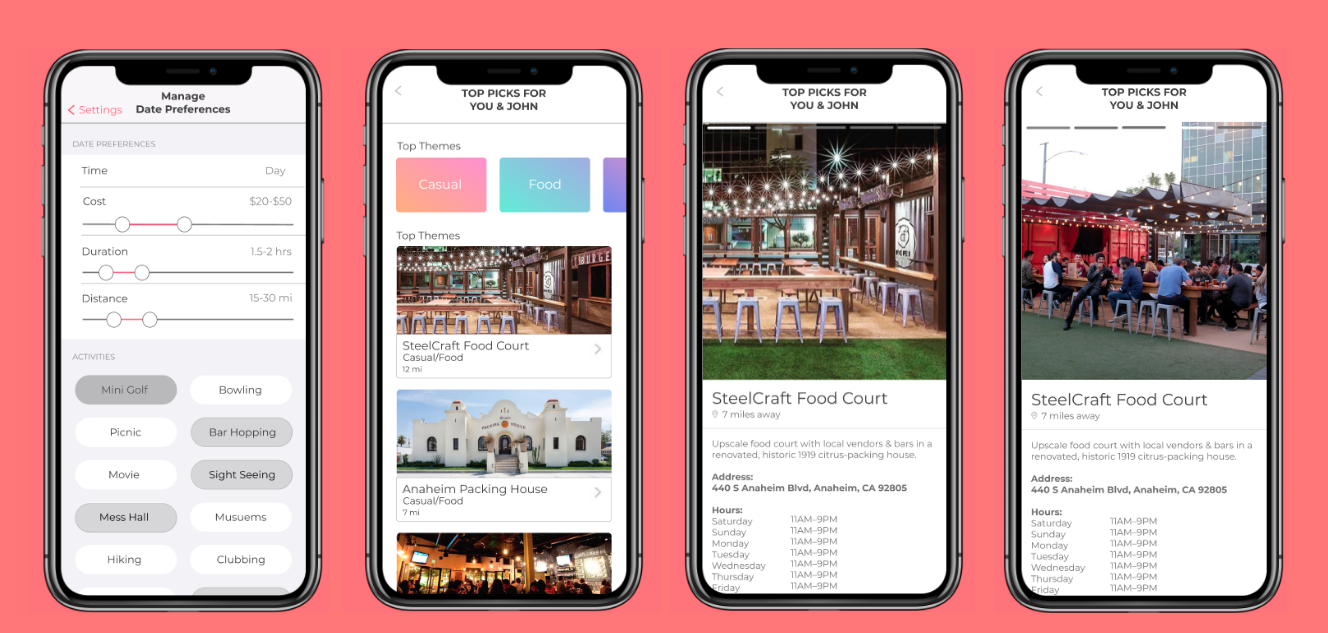 Manage
Settings
Date Preferences
DATE PREFERENCES
Time
Day
Cost
$20-$50
Duration
1.5-2 hrs
Distance
15-30 mi
ACTIVITIES
Mini Golf
Bowling
Picnic
Bar Hopping
Movie
Sight Seeing
Mess Hall
Musuems
Hiking
Clubbing
TOP PICKS FOR
YOU & JOHN
Top Themes
Casual
Food
Top Themes
BURGE
SteelCraft Food Court
Casual/Food
12 mi
PACKING HOUSE
Anaheim Packing House
Casual/Food
7 mi
TOP PICKS FOR
YOU & JOHN
SteelCraft Food Court
7 miles away
Upscale food court with local vendors & bars in a
renovated, historic 1919 citrus-packing house.
Address:
440 S Anaheim Blvd, Anaheim, CA 92805
Hours:
Saturday 11AM–9PM
Sunday 11AM–9PM
Monday 11AM–9PM
Tuesday 11AM–9PM
Wednesday 11AM–9PM
Thursday 11AM–9PM
Friday 11AM–9PM
TOP PICKS FOR
YOU & JOHN
SteelCraft Food Court
7 miles away
Upscale food court with local vendors & bars in a
renovated, historic 1919 citrus-packing house.
Address:
440 S Anaheim Blvd, Anaheim, CA 92805
Hours:
Saturday 11AM–9PM
Sunday 11AM–9PM
Monday 11AM–9PM
Tuesday 11AM–9PM
Wednesday 11AM–9PM
Thursday 11AM–9PM
Friday 11AM–9PM